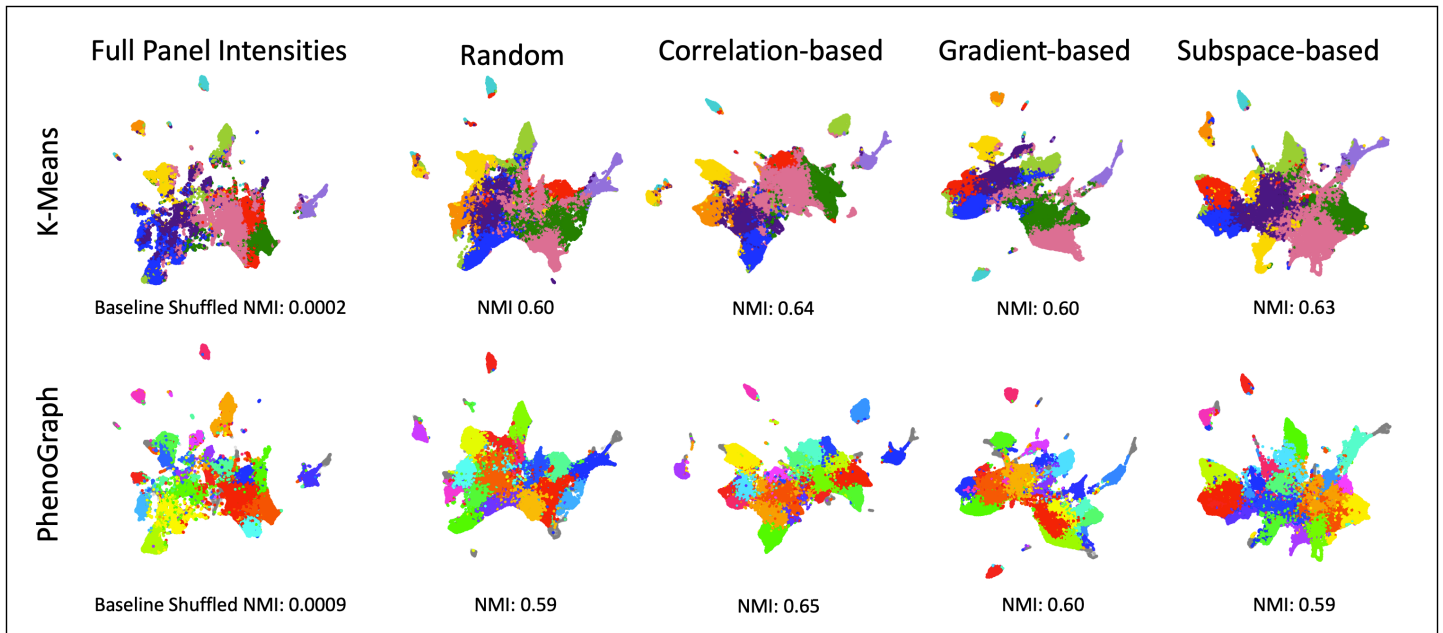 Full Panel Intensities
Random
Correlation-based
Gradient-based
Subspace-based
K-Means
Baseline Shuffled NMI: 0.0002
NMI 0.60
NMI: 0.64
NMI: 0.60
NMI: 0.63
PhenoGraph
Baseline Shuffled NMI: 0.0009
NMI: 0.59
NMI: 0.65
NMI: 0.60
NMI: 0.59